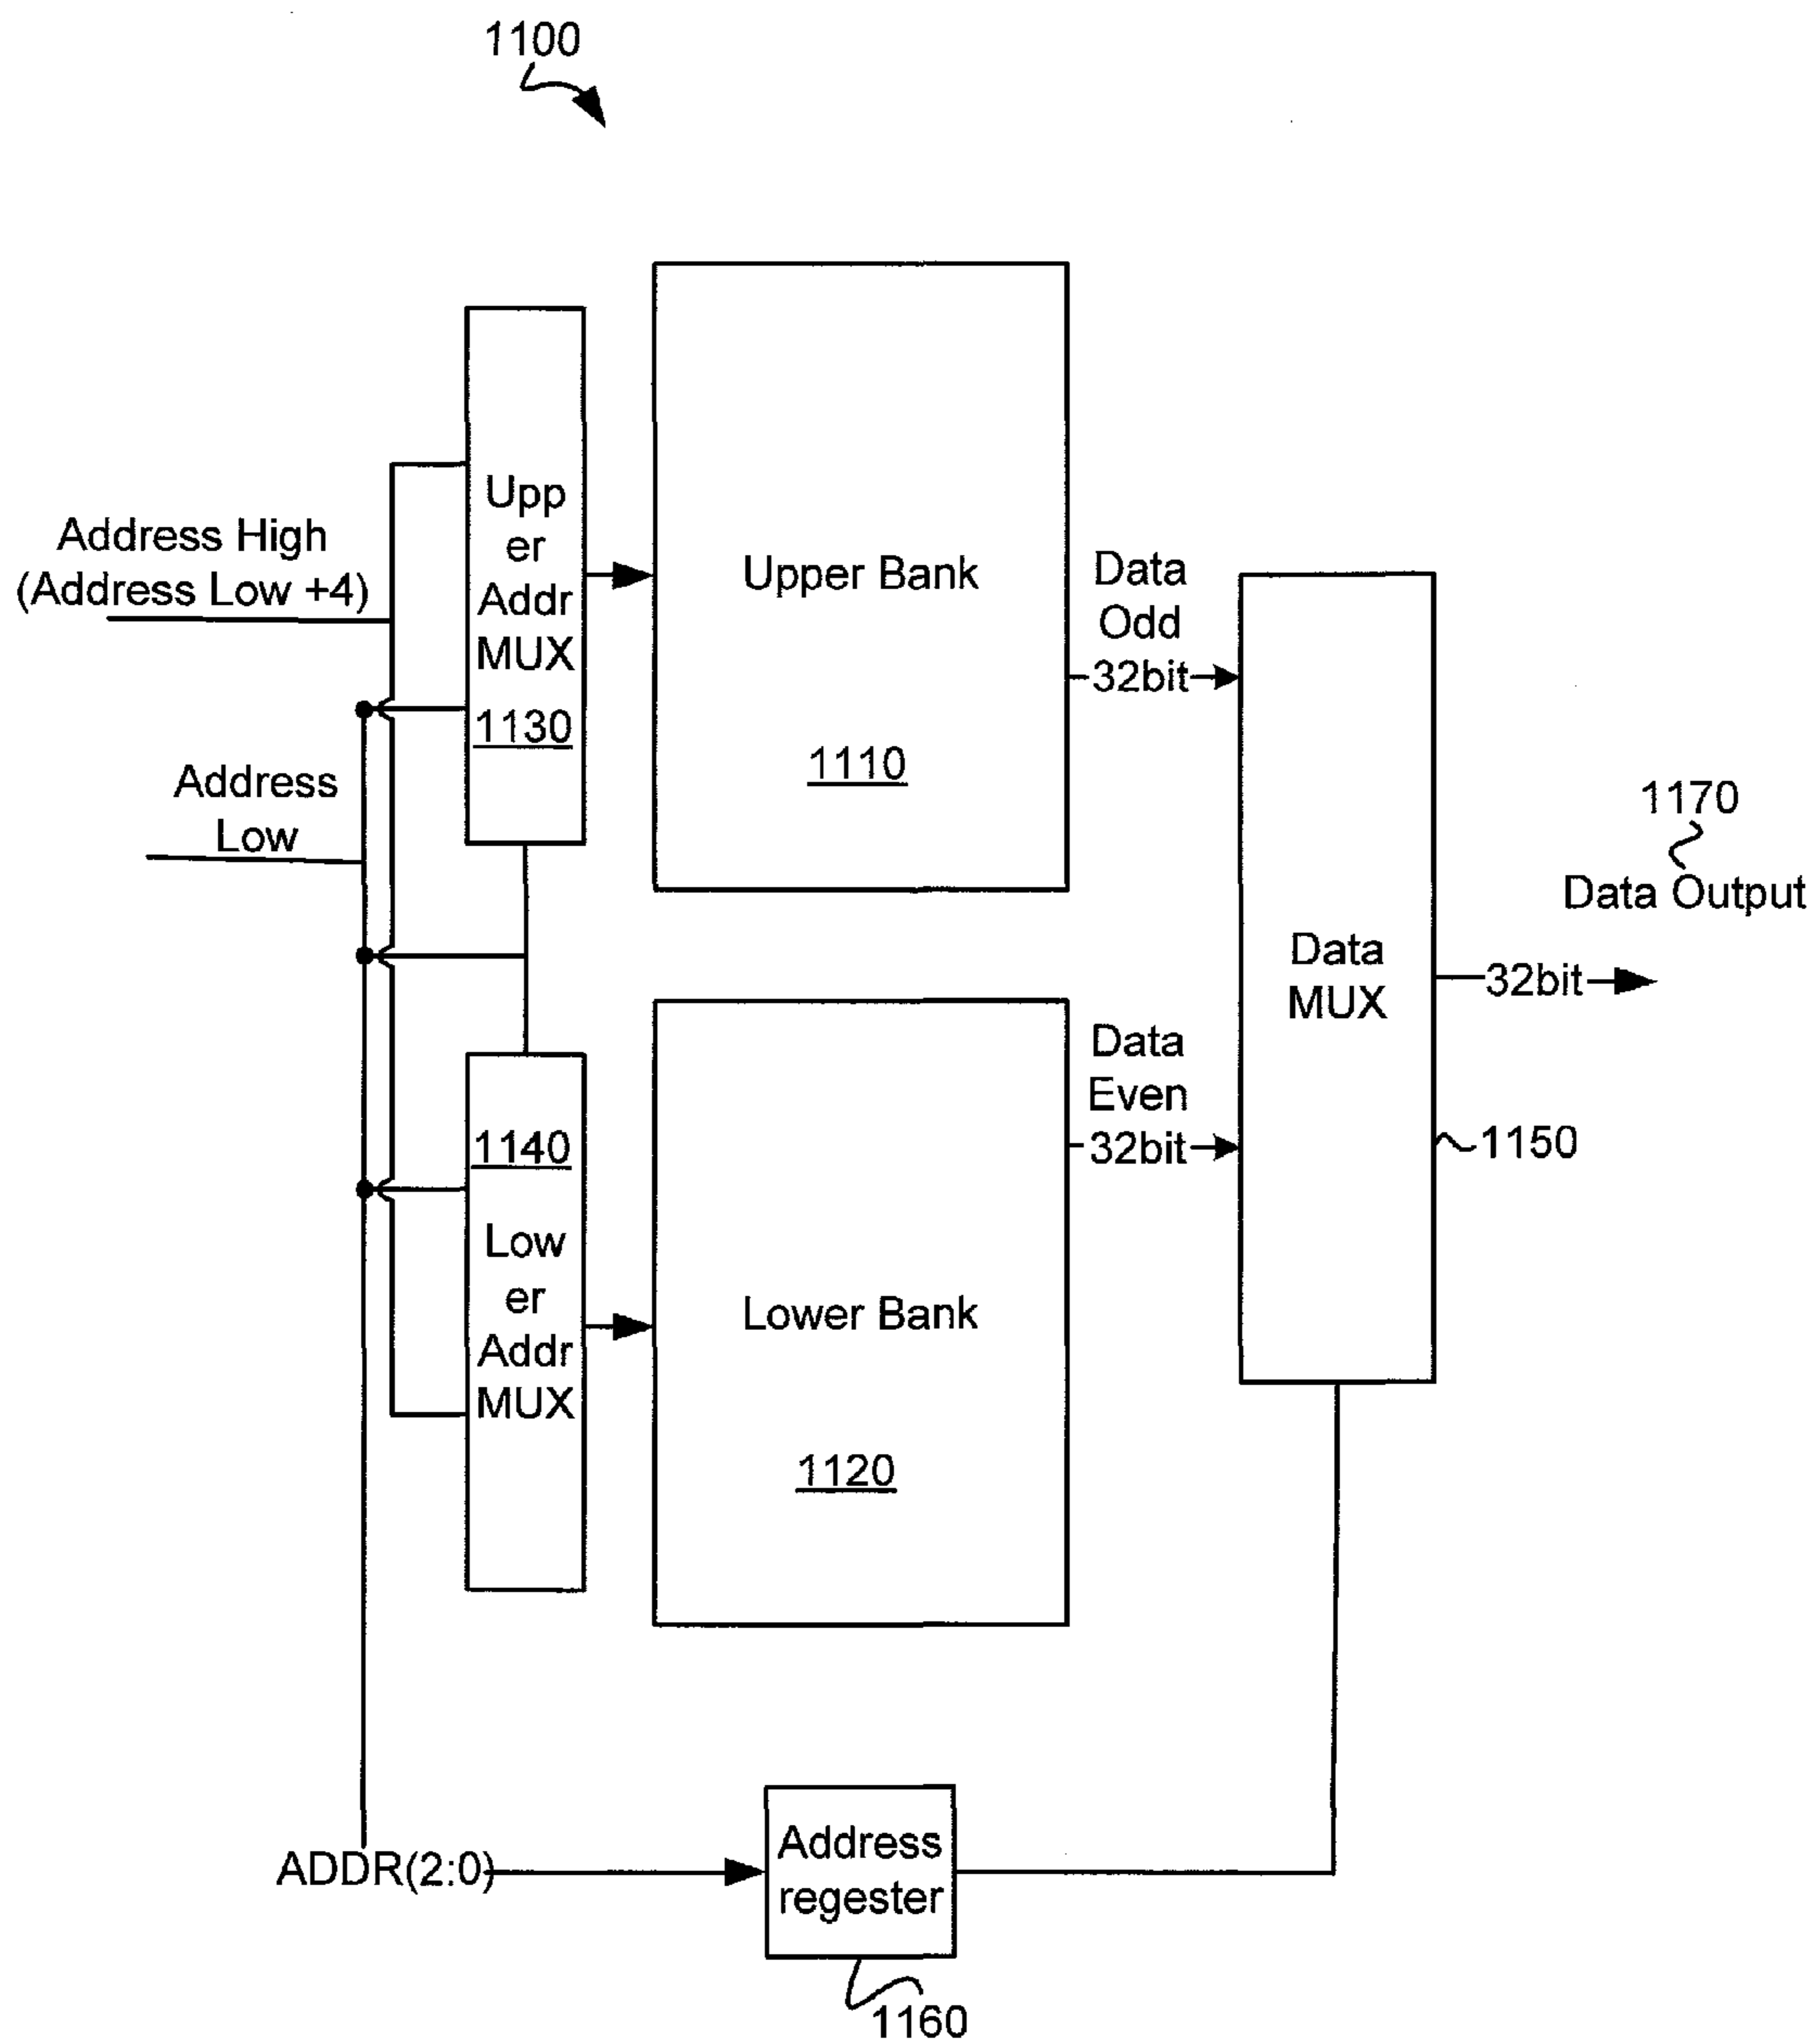 1100
Address High
(Address Low +4)
Address
Low
Upp
er
Addr
MUX
1130
Upper Bank
1110
Data
Odd
32bit
1140
Low
er
Addr
MUX
Lower Bank
1120
Data
Even
32bit
Data
MUX
1150
1170
Data Output
32bit
ADDR(2:0)
Address
regester
1160